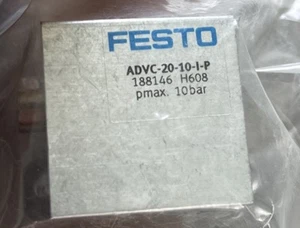 FESTO
ADVC-20-10-I-P
188146 H608
pmax. 10bar